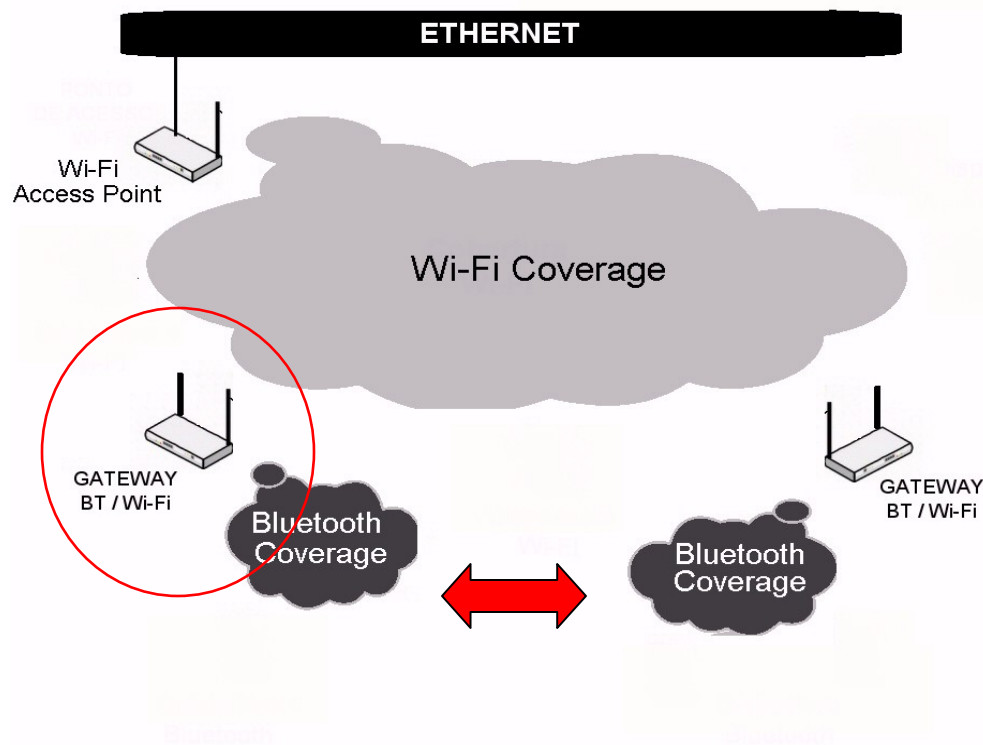 ETHERNET
Wi-Fi
Access Point
Wi-Fi Coverage
GATEWAY
BT / Wi-Fi
Bluetooth
Coverage
Bluetooth
Coverage
GATEWAY
BT / Wi-Fi